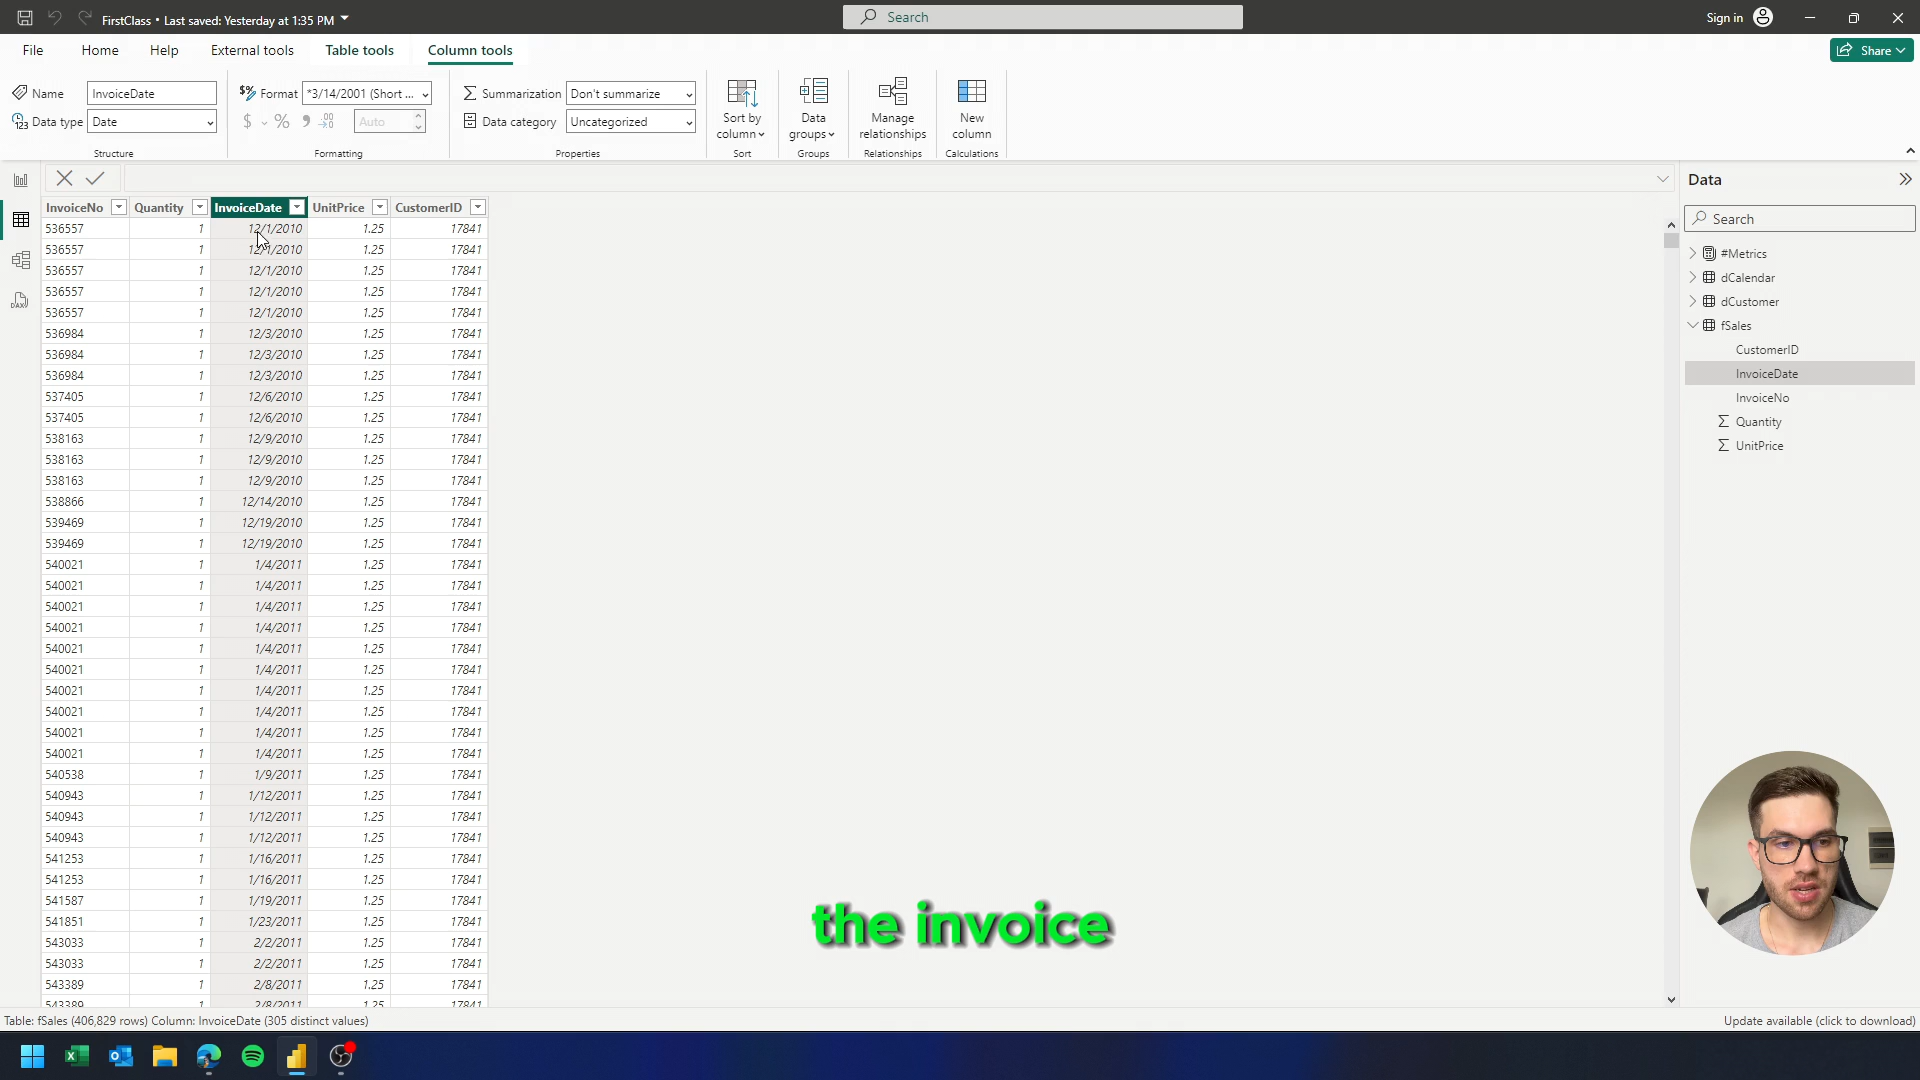 FirstClass • Last saved: Yesterday at 1:35 PM
Search
Sign in
File Home Help External tools Table tools Column tools
Share
Name InvoiceDate
Data type Date
Structure
Format *3/14/2001 (Short ...
$ % 9 .00
Auto
Formatting
Summarization Don't summarize
Data category Uncategorized
Properties
Sort by column
Sort
Data groups
Groups
Manage relationships
Relationships
New column
Calculations
InvoiceNo Quantity InvoiceDate UnitPrice CustomerID
536557 1 12/1/2010 1.25 17841
536557 1 12/1/2010 1.25 17841
536557 1 12/1/2010 1.25 17841
536557 1 12/1/2010 1.25 17841
536557 1 12/1/2010 1.25 17841
536984 1 12/3/2010 1.25 17841
536984 1 12/3/2010 1.25 17841
536984 1 12/3/2010 1.25 17841
537405 1 12/6/2010 1.25 17841
537405 1 12/6/2010 1.25 17841
538163 1 12/9/2010 1.25 17841
538163 1 12/9/2010 1.25 17841
538163 1 12/9/2010 1.25 17841
538866 1 12/14/2010 1.25 17841
539469 1 12/19/2010 1.25 17841
539469 1 12/19/2010 1.25 17841
540021 1 1/4/2011 1.25 17841
540021 1 1/4/2011 1.25 17841
540021 1 1/4/2011 1.25 17841
540021 1 1/4/2011 1.25 17841
540021 1 1/4/2011 1.25 17841
540021 1 1/4/2011 1.25 17841
540021 1 1/4/2011 1.25 17841
540021 1 1/4/2011 1.25 17841
540021 1 1/4/2011 1.25 17841
540021 1 1/4/2011 1.25 17841
540538 1 1/9/2011 1.25 17841
540943 1 1/12/2011 1.25 17841
540943 1 1/12/2011 1.25 17841
540943 1 1/12/2011 1.25 17841
541253 1 1/16/2011 1.25 17841
541253 1 1/16/2011 1.25 17841
541587 1 1/19/2011 1.25 17841
541851 1 1/23/2011 1.25 17841
543033 1 2/2/2011 1.25 17841
543033 1 2/2/2011 1.25 17841
543389 1 2/8/2011 1.25 17841
543389 1 2/8/2011 1.25 17841
Data
Search
#Metrics
dCalendar
dCustomer
fSales
CustomerID
InvoiceDate
InvoiceNo
Quantity
UnitPrice
the invoice
Table: fSales (406,829 rows) Column: InvoiceDate (305 distinct values)
Update available (click to download)